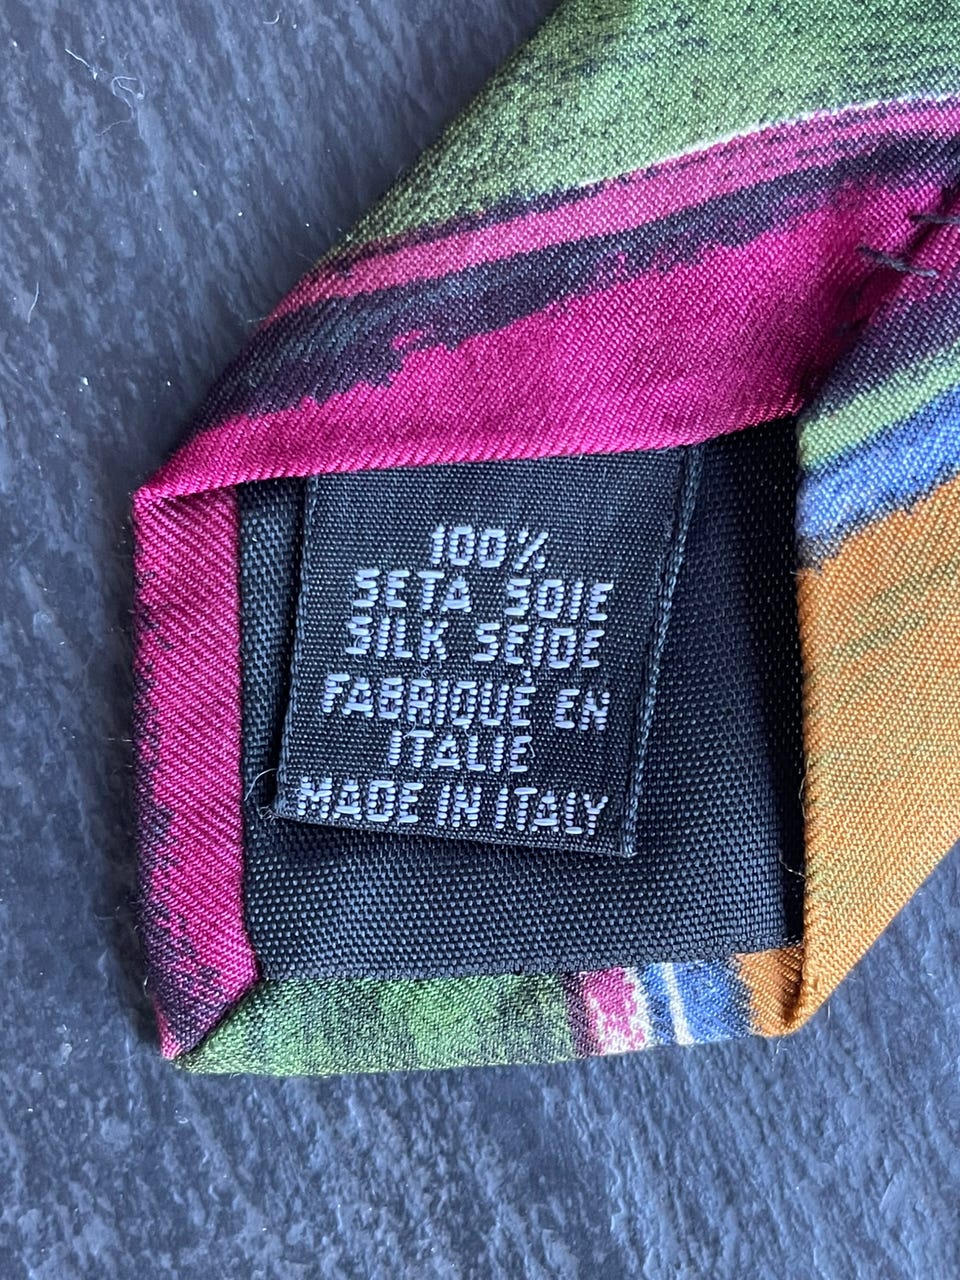 100%
SETA SOIE
SILK SEIDE
FABRIQUÉ EN
ITALIE
MADE IN ITALY